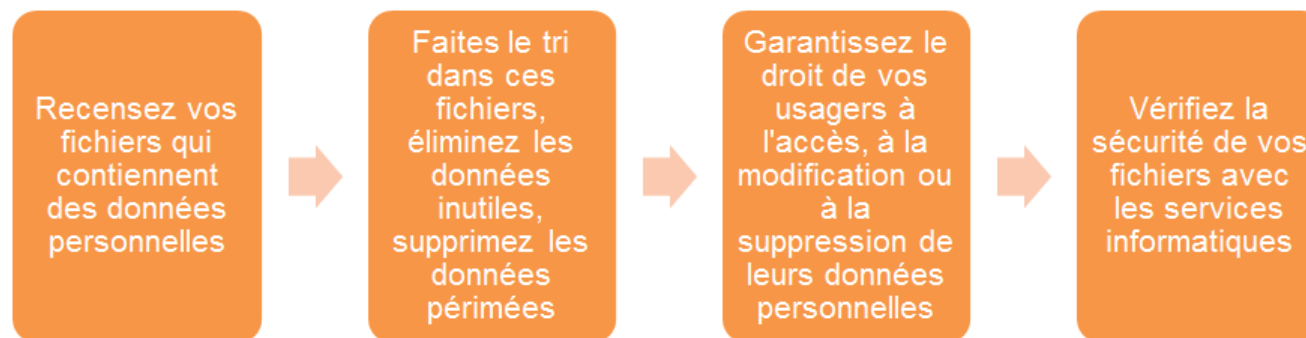 Recensez vos
fichiers qui
contiennent
des données
personnelles
Faites le tri
dans ces
fichiers,
éliminez les
données
inutiles,
supprimez les
données
périmées
Garantissez le
droit de vos
usagers à
l'accès, à la
modification ou
à la
suppression de
leurs données
personnelles
Vérifiez la
sécurité de vos
fichiers avec
les services
informatiques